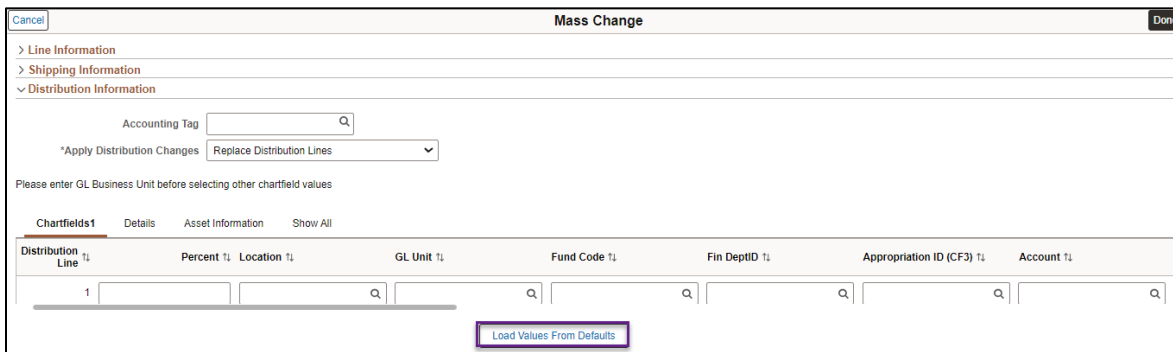 Cancel Mass Change Don
Line Information
Shipping Information
Distribution Information
Accounting Tag
*Apply Distribution Changes Replace Distribution Lines
Please enter GL Business Unit before selecting other chartfield values
Chartfields1 Details Asset Information Show All
Distribution Line Percent Location GL Unit Fund Code Fin DeptID Appropriation ID (CF3) Account
1
Load Values From Defaults